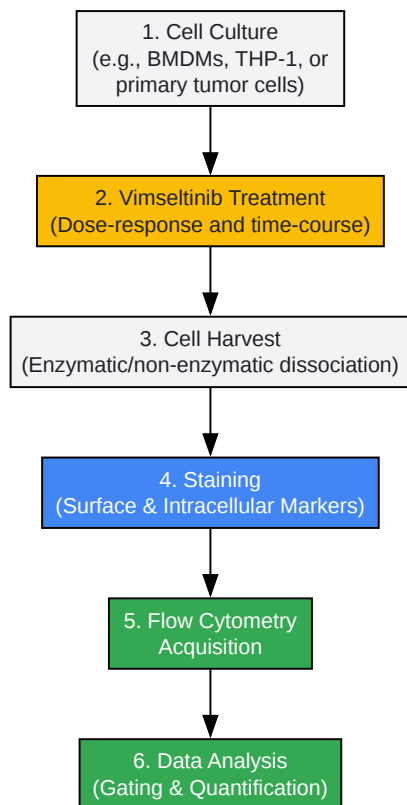 1. Cell Culture
(e.g., BMDMs, THP-1, or
primary tumor cells)
2. Vimseltinib Treatment
(Dose-response and time-course)
3. Cell Harvest
(Enzymatic/non-enzymatic dissociation)
4. Staining
(Surface & Intracellular Markers)
5. Flow Cytometry
Acquisition
6. Data Analysis
(Gating & Quantification)